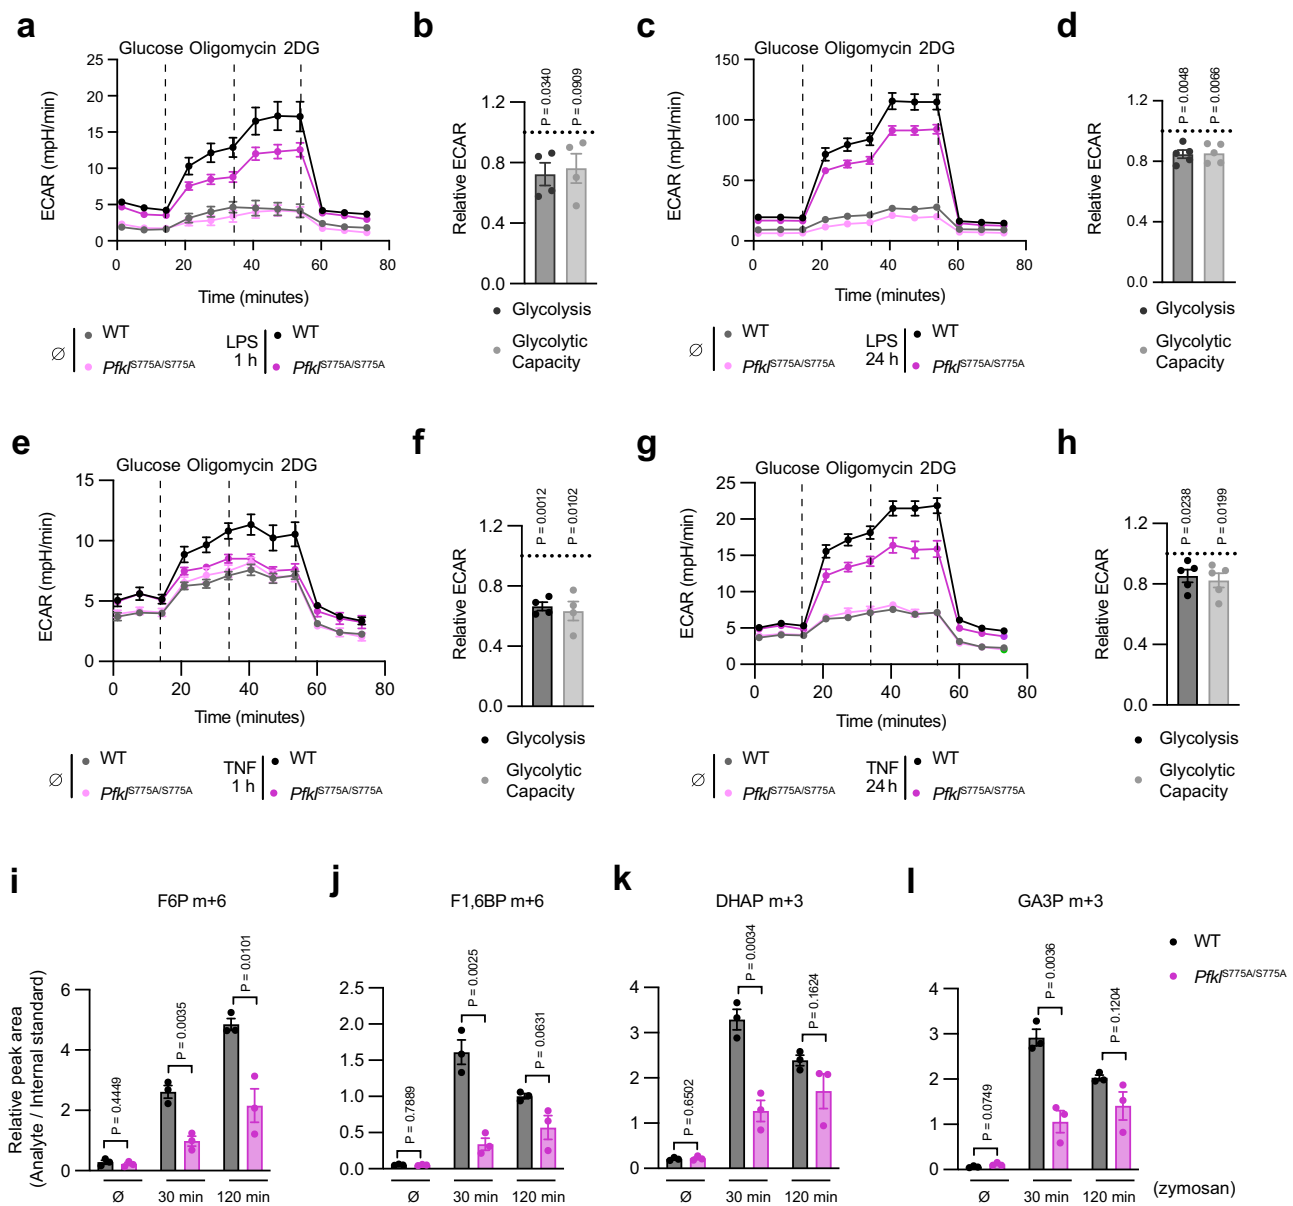 a
Glucose Oligomycin 2DG
ECAR (mpH/min)
25
20
15
10
5
0
0 20 40 60 80
Time (minutes)
∅ WT
PfklS775A/S775A
LPS 1 h WT
PfklS775A/S775A
b
P = 0.0340
P = 0.0909
Relative ECAR
1.2
0.8
0.4
0.0
Glycolysis
Glycolytic
Capacity
c
Glucose Oligomycin 2DG
ECAR (mpH/min)
150
100
50
0
0 20 40 60 80
Time (minutes)
∅ WT
PfklS775A/S775A
LPS 24 h WT
PfklS775A/S775A
d
P = 0.0048
P = 0.0066
Relative ECAR
1.2
0.8
0.4
0.0
Glycolysis
Glycolytic
Capacity
e
Glucose Oligomycin 2DG
ECAR (mpH/min)
15
10
5
0
0 20 40 60 80
Time (minutes)
∅ WT
PfklS775A/S775A
TNF 1 h WT
PfklS775A/S775A
f
P = 0.0012
P = 0.0102
Relative ECAR
1.2
0.8
0.4
0.0
Glycolysis
Glycolytic
Capacity
g
Glucose Oligomycin 2DG
ECAR (mpH/min)
25
20
15
10
5
0
0 20 40 60 80
Time (minutes)
∅ WT
PfklS775A/S775A
TNF 24 h WT
PfklS775A/S775A
h
P = 0.0238
P = 0.0199
Relative ECAR
1.2
0.8
0.4
0.0
Glycolysis
Glycolytic
Capacity
i
F6P m+6
Relative peak area
(Analyte / Internal standard)
6
4
2
0
P = 0.4449
P = 0.0035
P = 0.0101
Ø 30 min 120 min
j
F1,6BP m+6
2.5
2.0
1.5
1.0
0.5
0.0
P = 0.7889
P = 0.0025
P = 0.0631
Ø 30 min 120 min
k
DHAP m+3
4
3
2
1
0
P = 0.6502
P = 0.0034
P = 0.1624
Ø 30 min 120 min
l
GA3P m+3
4
3
2
1
0
P = 0.0749
P = 0.0036
P = 0.1204
Ø 30 min 120 min
(zymosan)
WT
PfklS775A/S775A